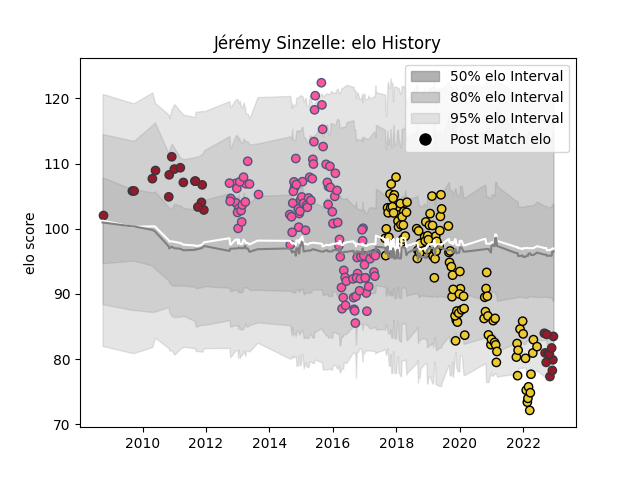 Jérémy Sinzelle: elo History
50% elo Interval
80% elo Interval
95% elo Interval
Post Match elo
elo score
120
110
100
90
80
70
2010 2012 2014 2016 2018 2020 2022